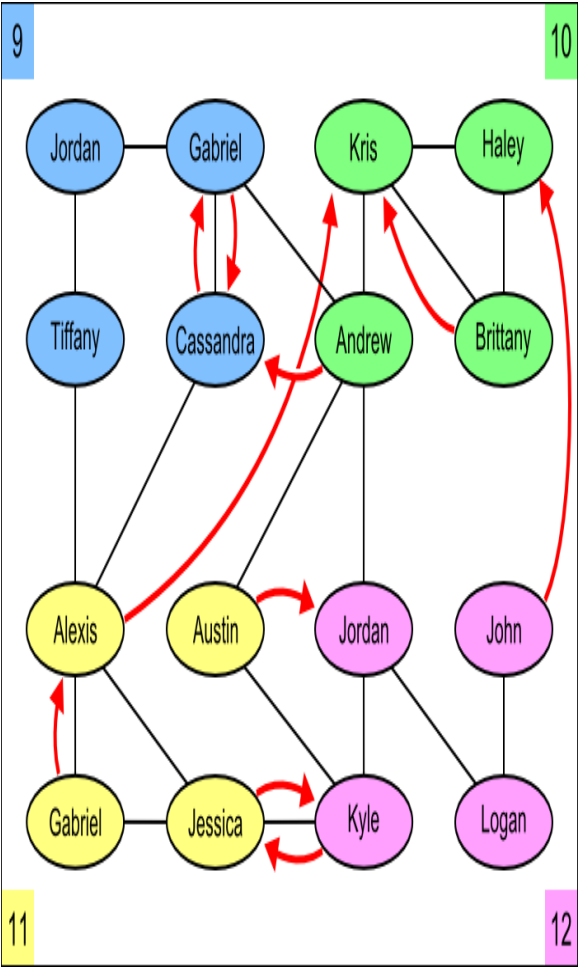 9
10
Jordan
Gabriel
Kris
Haley
Tiffany
Cassandra
Andrew
Brittany
Alexis
Austin
Jordan
John
Gabriel
Jessica
Kyle
Logan
11
12